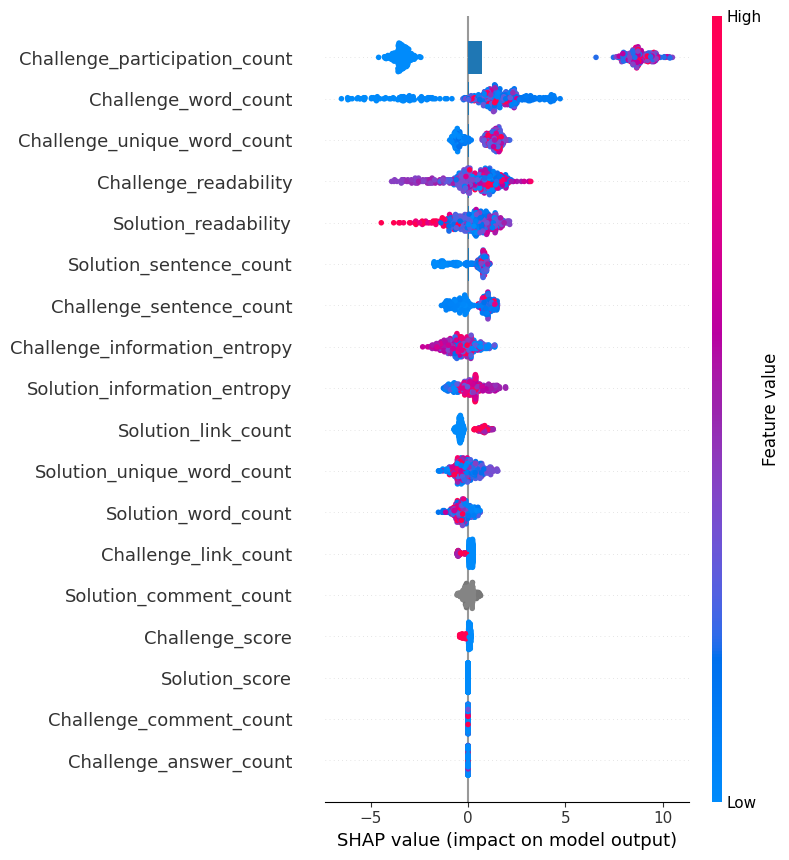 High
Challenge_participation_count
Challenge_word_count
Challenge_unique_word_count
Challenge_readability
Solution_readability
Solution_sentence_count
Challenge_sentence_count
Challenge_information_entropy
Solution_information_entropy
Solution_link_count
Solution_unique_word_count
Solution_word_count
Challenge_link_count
Solution_comment_count
Challenge_score
Solution_score
Challenge_comment_count
Challenge_answer_count
Feature value
Low
−5 0 5 10
SHAP value (impact on model output)